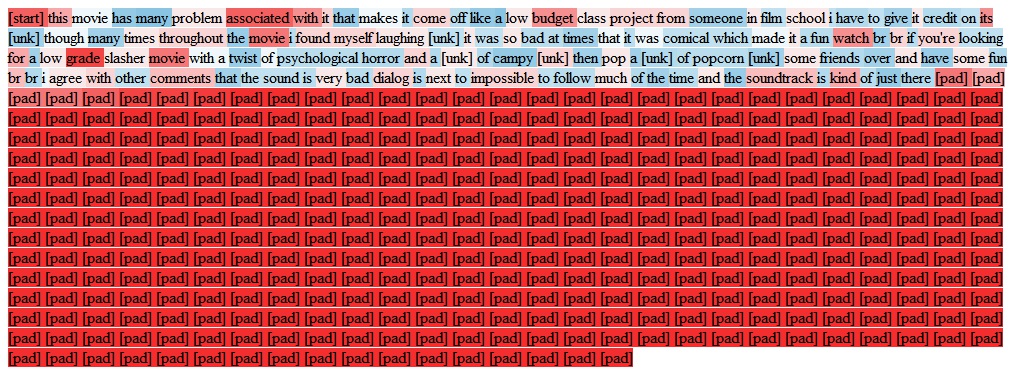 [start] this movie has many problem associated with it that makes it come off like a low budget class project from someone in film school i have to give it credit on its
[unk] though many times throughout the movie i found myself laughing [unk] it was so bad at times that it was comical which made it a fun watch br br if you're looking
for a low grade slasher movie with a twist of psychological horror and a [unk] of campy [unk] then pop a [unk] of popcorn [unk] some friends over and have some fun
br br i agree with other comments that the sound is very bad dialog is next to impossible to follow much of the time and the soundtrack is kind of just there [pad] [pad]
[pad] [pad] [pad] [pad] [pad] [pad] [pad] [pad] [pad] [pad] [pad] [pad] [pad] [pad] [pad] [pad] [pad] [pad] [pad] [pad] [pad] [pad] [pad] [pad] [pad] [pad] [pad]
[pad] [pad] [pad] [pad] [pad] [pad] [pad] [pad] [pad] [pad] [pad] [pad] [pad] [pad] [pad] [pad] [pad] [pad] [pad] [pad] [pad] [pad] [pad] [pad] [pad] [pad] [pad]
[pad] [pad] [pad] [pad] [pad] [pad] [pad] [pad] [pad] [pad] [pad] [pad] [pad] [pad] [pad] [pad] [pad] [pad] [pad] [pad] [pad] [pad] [pad] [pad] [pad] [pad] [pad]
[pad] [pad] [pad] [pad] [pad] [pad] [pad] [pad] [pad] [pad] [pad] [pad] [pad] [pad] [pad] [pad] [pad] [pad] [pad] [pad] [pad] [pad] [pad] [pad] [pad] [pad] [pad]
[pad] [pad] [pad] [pad] [pad] [pad] [pad] [pad] [pad] [pad] [pad] [pad] [pad] [pad] [pad] [pad] [pad] [pad] [pad] [pad] [pad] [pad] [pad] [pad] [pad] [pad] [pad]
[pad] [pad] [pad] [pad] [pad] [pad] [pad] [pad] [pad] [pad] [pad] [pad] [pad] [pad] [pad] [pad] [pad] [pad] [pad] [pad] [pad] [pad] [pad] [pad] [pad] [pad] [pad]
[pad] [pad] [pad] [pad] [pad] [pad] [pad] [pad] [pad] [pad] [pad] [pad] [pad] [pad] [pad] [pad] [pad] [pad] [pad] [pad] [pad] [pad] [pad] [pad] [pad] [pad] [pad]
[pad] [pad] [pad] [pad] [pad] [pad] [pad] [pad] [pad] [pad] [pad] [pad] [pad] [pad] [pad] [pad] [pad] [pad] [pad] [pad] [pad] [pad] [pad] [pad] [pad] [pad] [pad]
[pad] [pad] [pad] [pad] [pad] [pad] [pad] [pad] [pad] [pad] [pad] [pad] [pad] [pad] [pad] [pad] [pad] [pad] [pad] [pad] [pad] [pad] [pad] [pad] [pad] [pad] [pad]
[pad] [pad] [pad] [pad] [pad] [pad] [pad] [pad] [pad] [pad] [pad] [pad] [pad] [pad] [pad] [pad] [pad] [pad] [pad] [pad] [pad] [pad] [pad] [pad] [pad] [pad] [pad]
[pad] [pad] [pad] [pad] [pad] [pad] [pad] [pad] [pad] [pad] [pad] [pad] [pad] [pad] [pad] [pad] [pad] [pad] [pad] [pad] [pad] [pad] [pad] [pad] [pad] [pad] [pad]
[pad] [pad] [pad] [pad] [pad] [pad] [pad] [pad] [pad] [pad] [pad] [pad] [pad] [pad] [pad] [pad] [pad] [pad] [pad] [pad] [pad] [pad] [pad] [pad] [pad] [pad] [pad]
[pad] [pad] [pad] [pad] [pad] [pad] [pad] [pad] [pad] [pad] [pad] [pad] [pad] [pad] [pad] [pad] [pad] [pad] [pad] [pad] [pad] [pad] [pad] [pad] [pad] [pad] [pad]
[pad] [pad] [pad] [pad] [pad] [pad] [pad] [pad] [pad] [pad] [pad] [pad] [pad] [pad] [pad] [pad] [pad]